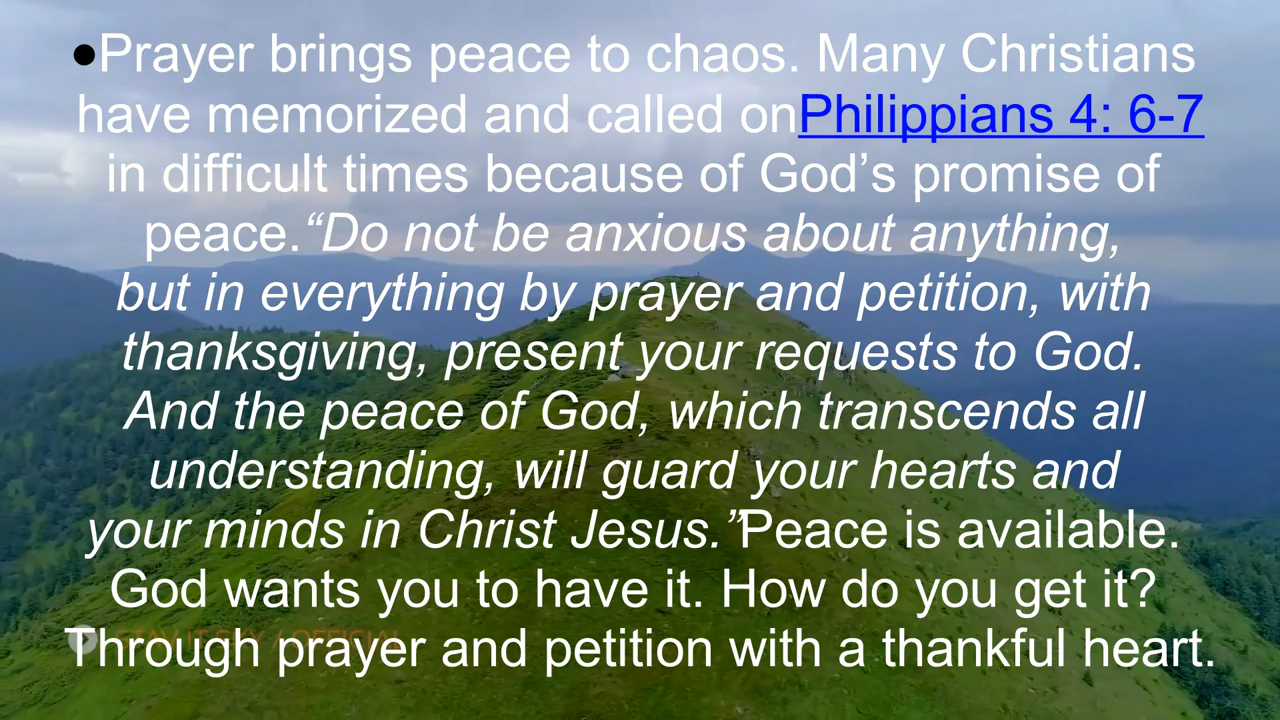 •Prayer brings peace to chaos. Many Christians
have memorized and called onPhilippians 4: 6-7
in difficult times because of God’s promise of
peace.“Do not be anxious about anything,
but in everything by prayer and petition, with
thanksgiving, present your requests to God.
And the peace of God, which transcends all
understanding, will guard your hearts and
your minds in Christ Jesus.”Peace is available.
God wants you to have it. How do you get it?
Through prayer and petition with a thankful heart.